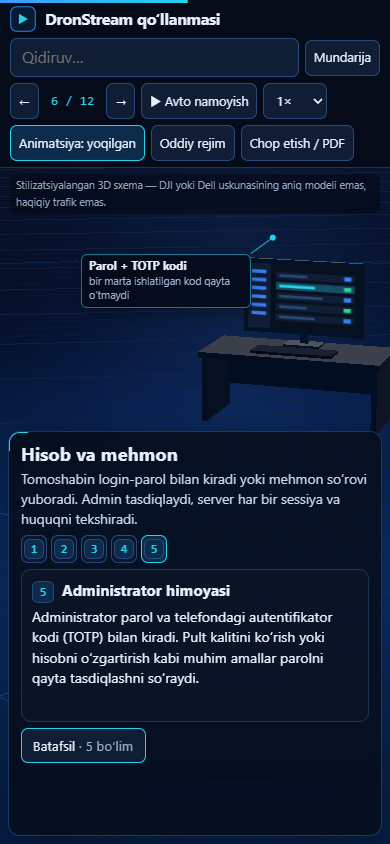 DronStream qoʻllanmasi
Qidiruv...
Mundarija
← 6 / 12 → ▶ Avto namoyish 1×
Animatsiya: yoqilgan
Oddiy rejim
Chop etish / PDF
Stilizatsiyalangan 3D sxema — DJI yoki Dell uskunasining aniq modeli emas,
haqiqiy trafik emas.
Parol + TOTP kodi
bir marta ishlatilgan kod qayta
oʻtmaydi
Hisob va mehmon
Tomoshabin login-parol bilan kiradi yoki mehmon soʻrovi
yuboradi. Admin tasdiqlaydi, server har bir sessiya va
huquqni tekshiradi.
1 2 3 4 5
5 Administrator himoyasi
Administrator parol va telefondagi autentifikator
kodi (TOTP) bilan kiradi. Pult kalitini koʻrish yoki
hisobni oʻzgartirish kabi muhim amallar parolni
qayta tasdiqlashni soʻraydi.
Batafsil · 5 boʻlim